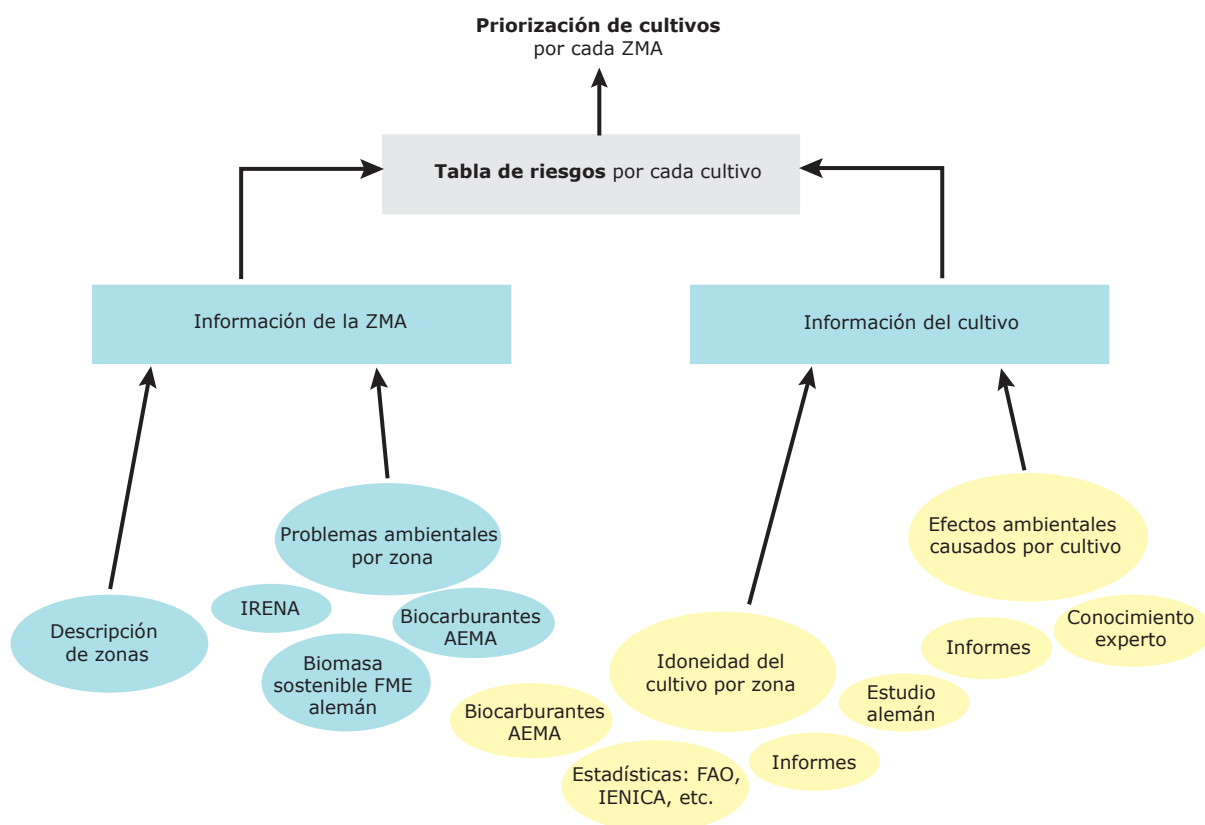 Priorización de cultivos
por cada ZMA
Tabla de riesgos por cada cultivo
Información de la ZMA
Información del cultivo
Problemas ambientales
por zona
Efectos ambientales
causados por cultivo
IRENA
Biocarburantes
AEMA
Descripción
de zonas
Biomasa
sostenible FME
alemán
Idoneidad del
cultivo por zona
Conocimiento
experto
Informes
Estudio
alemán
Biocarburantes
AEMA
Informes
Estadísticas: FAO,
IENICA, etc.